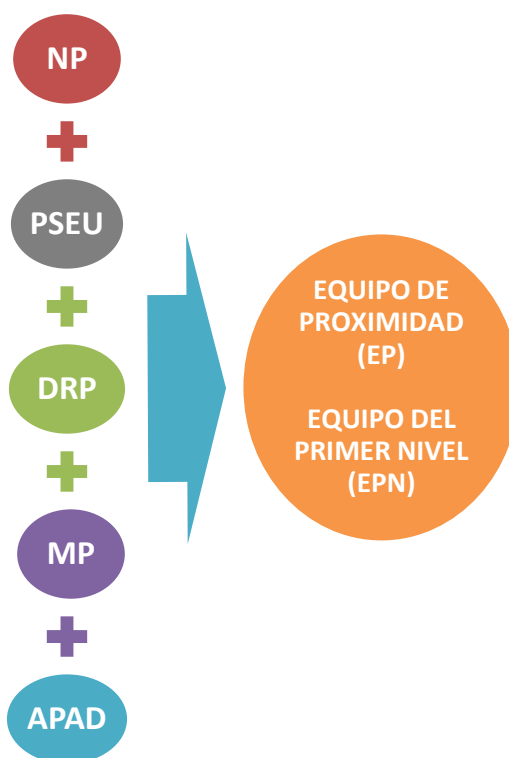 NP
PSEU
DRP
MP
APAD
EQUIPO DE
PROXIMIDAD
(EP)
EQUIPO DEL
PRIMER NIVEL
(EPN)